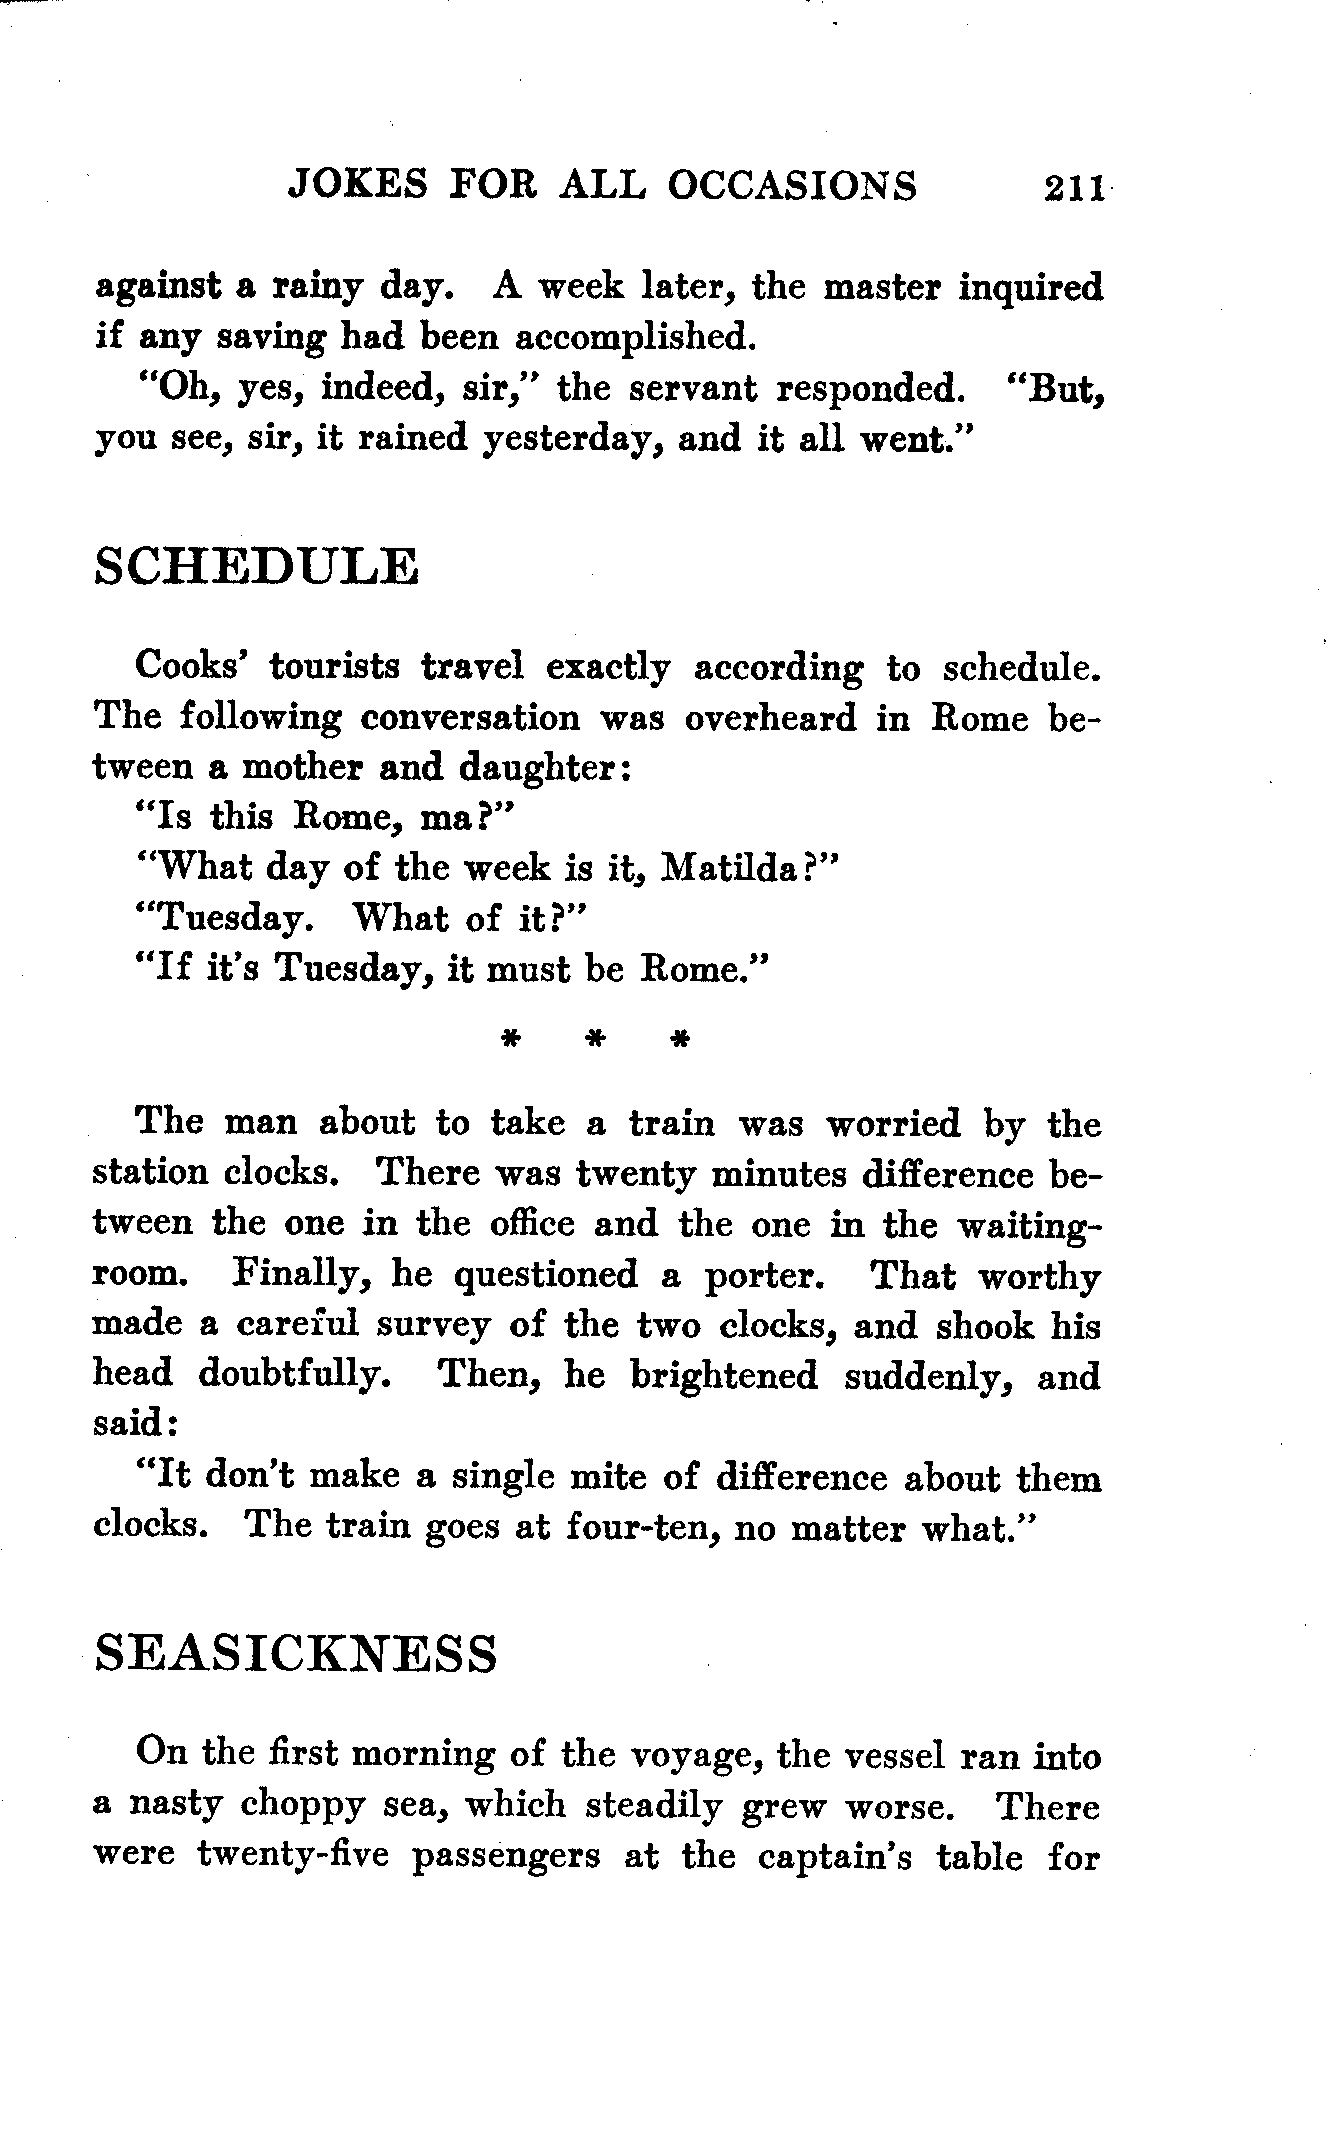 JOKES FOR ALL OCCASIONS 211
against a rainy day. A week later, the master inquired
if any saving had been accomplished.
“Oh, yes, indeed, sir,” the servant responded. “But,
you see, sir, it rained yesterday, and it all went.”
SCHEDULE
Cooks’ tourists travel exactly according to schedule.
The following conversation was overheard in Rome be-
tween a mother and daughter:
“Is this Rome, ma?”
“What day of the week is it, Matilda?”
“Tuesday. What of it?”
“If it’s Tuesday, it must be Rome.”
* * *
The man about to take a train was worried by the
station clocks. There was twenty minutes difference be-
tween the one in the office and the one in the waiting-
room. Finally, he questioned a porter. That worthy
made a careful survey of the two clocks, and shook his
head doubtfully. Then, he brightened suddenly, and
said:
“It don’t make a single mite of difference about them
clocks. The train goes at four-ten, no matter what.”
SEASICKNESS
On the first morning of the voyage, the vessel ran into
a nasty choppy sea, which steadily grew worse. There
were twenty-five passengers at the captain’s table for